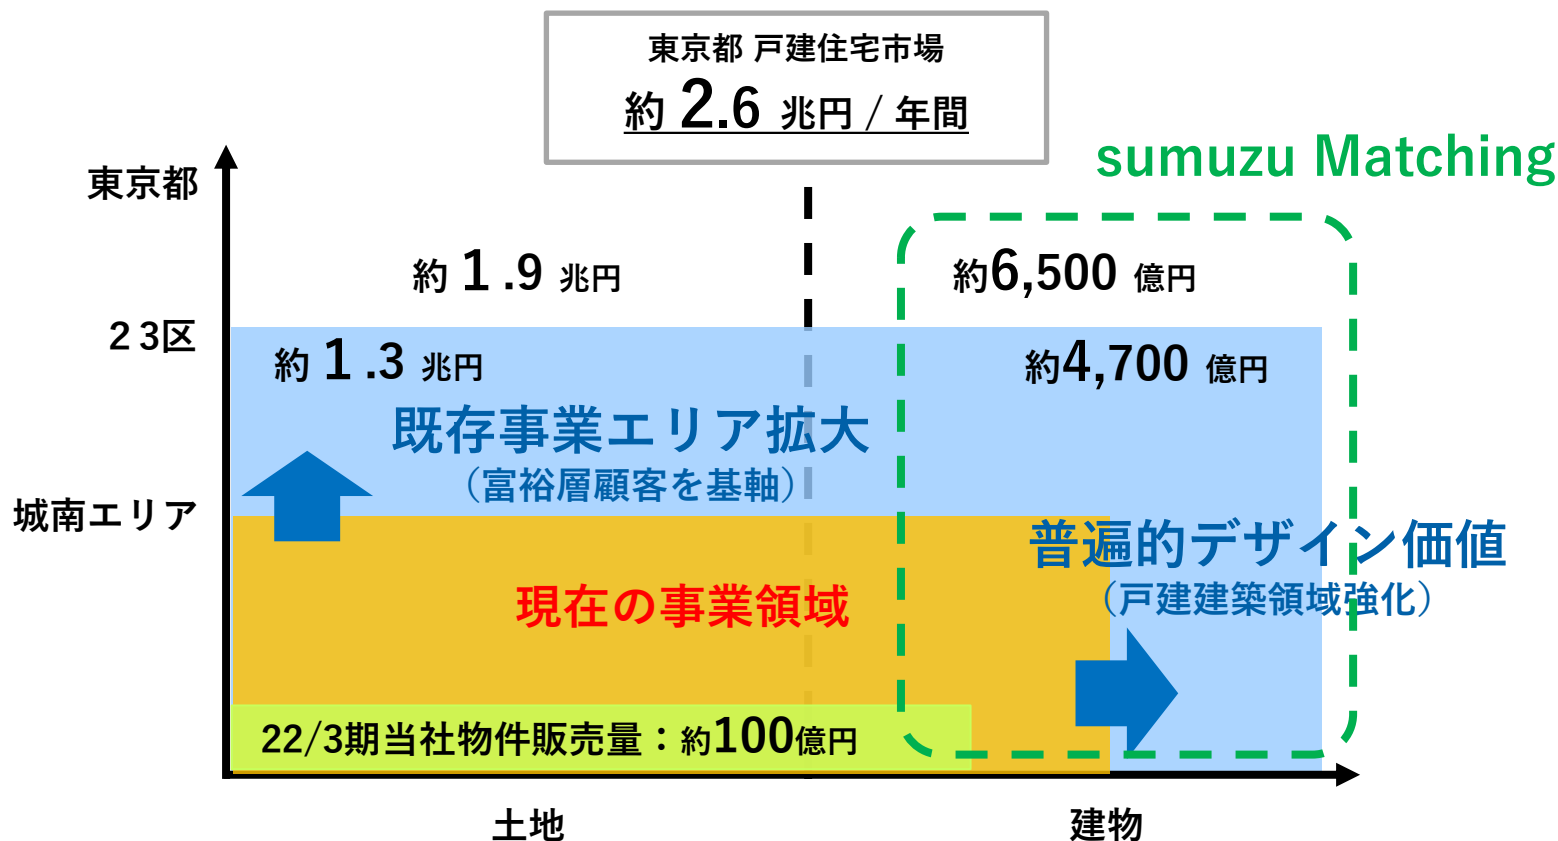 東京都 戸建住宅市場
約 2.6 兆円 / 年間
sumuzu Matching
東京都
約 1.9 兆円
約6,500 億円
23区
約 1.3 兆円
約4,700 億円
既存事業エリア拡大
（富裕層顧客を基軸）
城南エリア
普遍的デザイン価値
（戸建建築領域強化）
現在の事業領域
22/3期当社物件販売量：約100億円
土地
建物